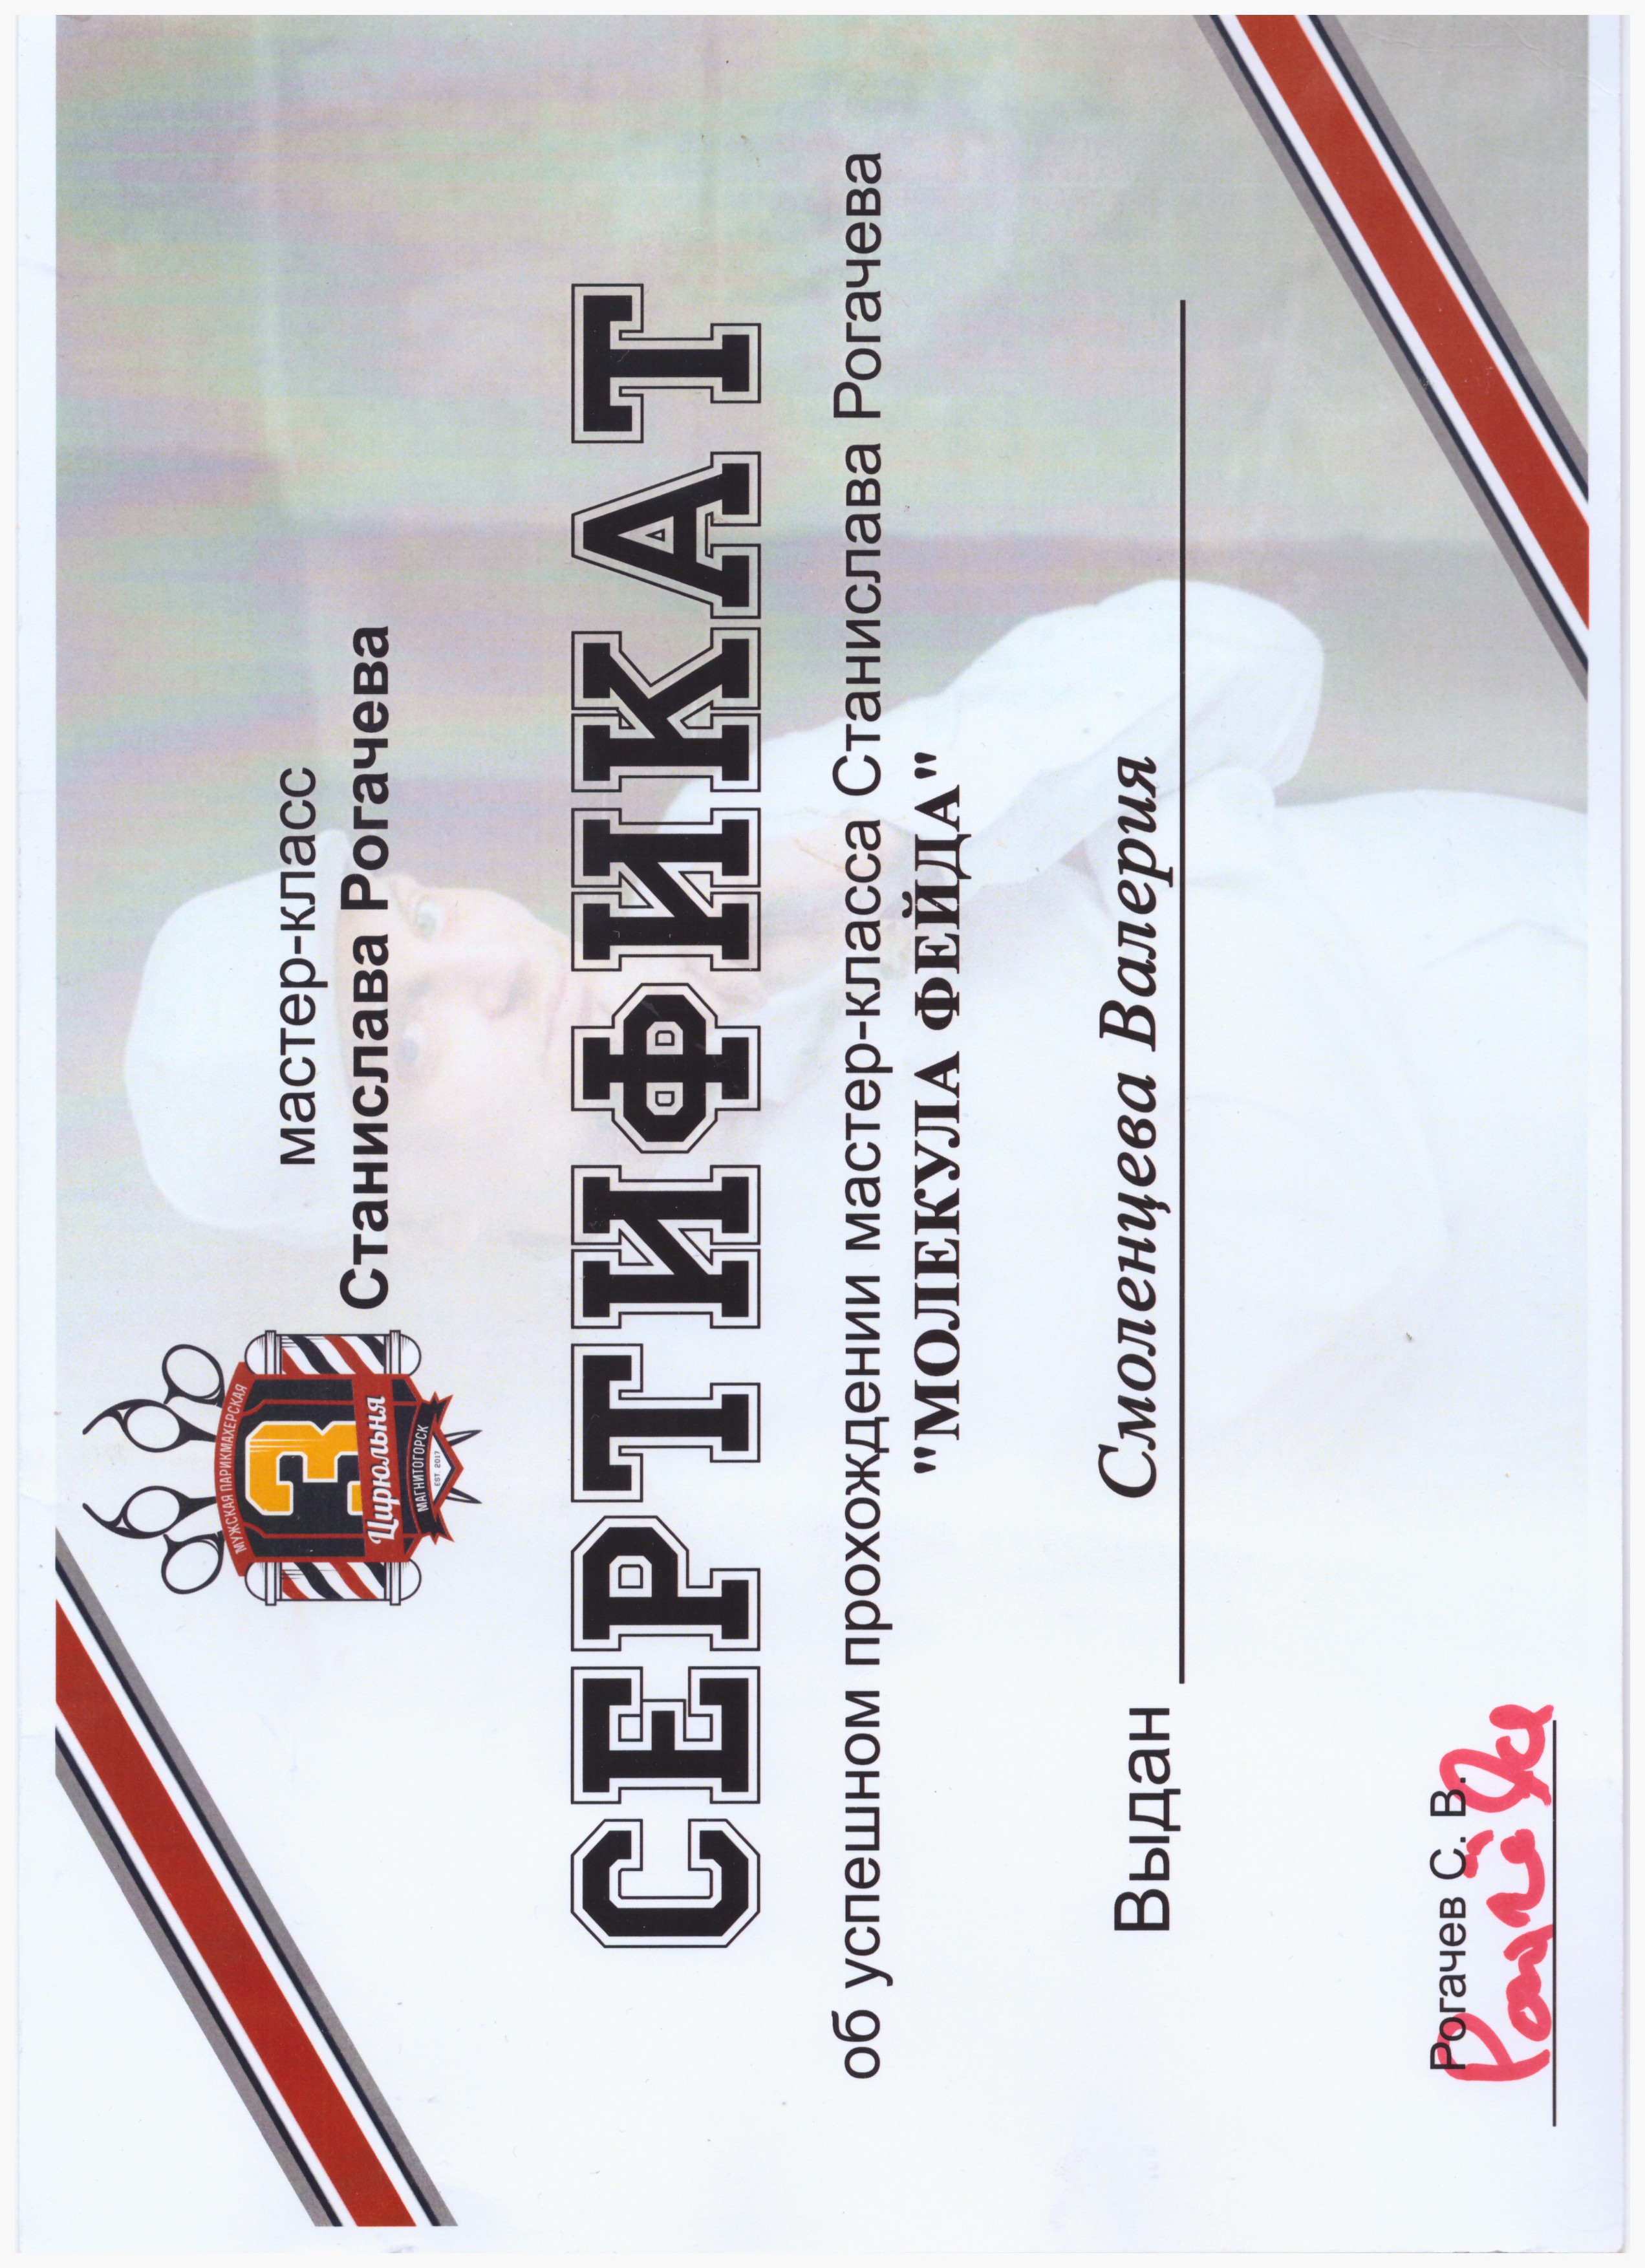 мастер-класс
Станислава Рогачева
МУЖСКАЯ ПАРИКМАХЕРСКАЯ
3
Цирюльня
МАГНИТОГОРСК
EST. 2017
СЕРТИФИКАТ
об успешном прохождении мастер-класса Станислава Рогачева
"МОЛЕКУЛА ФЕЙДА"
Выдан Смоленцева Валерия
Рогачев С. В.